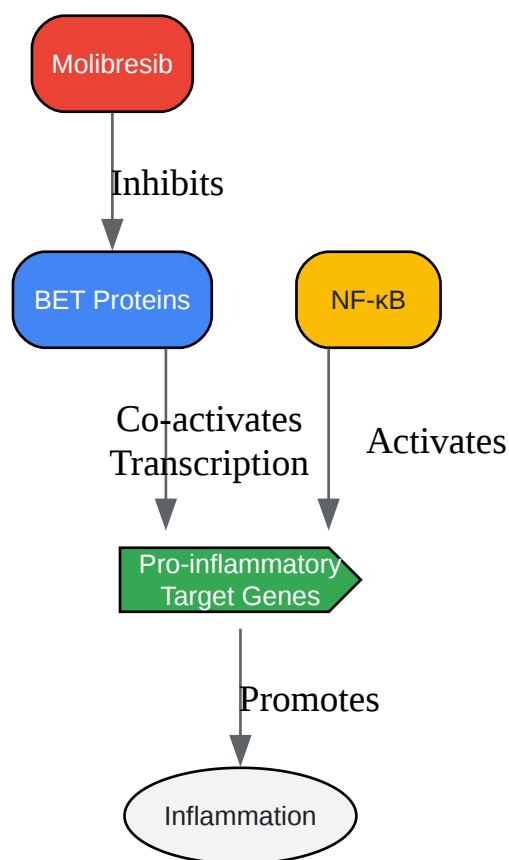 Molibresib
Inhibits
BET Proteins
NF-κB
Co-activates
Transcription
Activates
Pro-inflammatory
Target Genes
Promotes
Inflammation